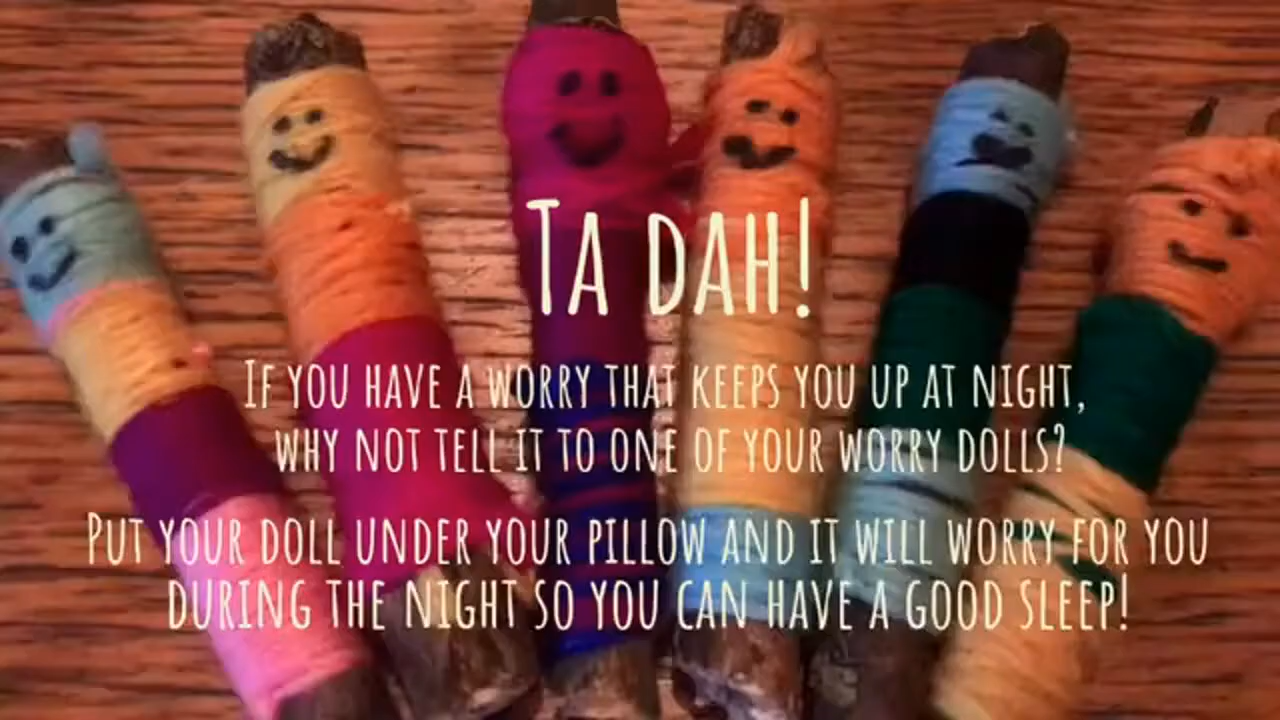 Ta dah!
If you have a worry that keeps you up at night,
why not tell it to one of your worry dolls?
Put your doll under your pillow and it will worry for you
during the night so you can have a good sleep!